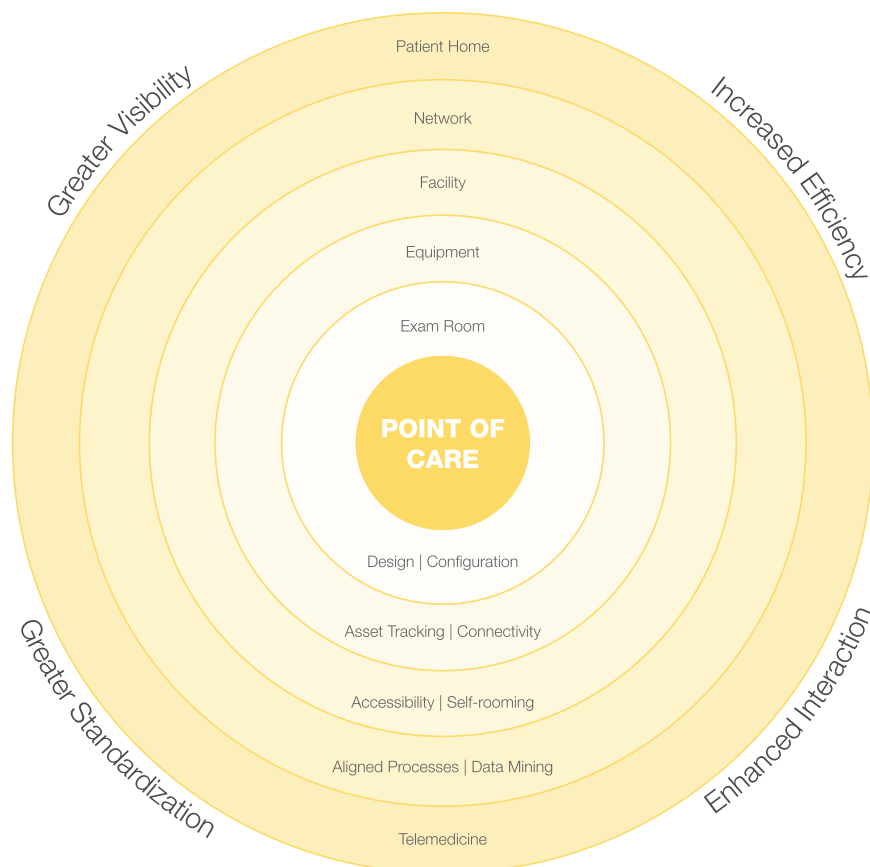 Patient Home
Greater Visibility
Increased Efficiency
Network
Facility
Equipment
Exam Room
POINT OF
CARE
Design | Configuration
Asset Tracking | Connectivity
Accessibility | Self-rooming
Greater Standardization
Enhanced Interaction
Aligned Processes | Data Mining
Telemedicine